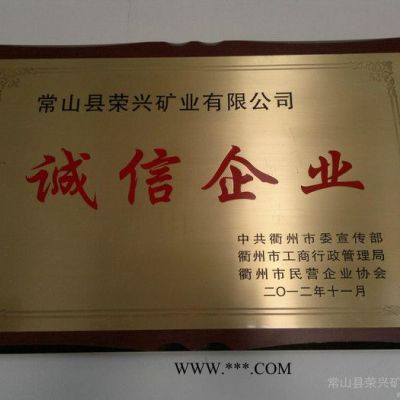 常山县荣兴矿业有限公司
诚信企业
中共衢州市委宣传部
衢州市工商行政管理局
衢州市民营企业协会
二〇一二年十一月
WWW.***.COM
常山县荣兴矿